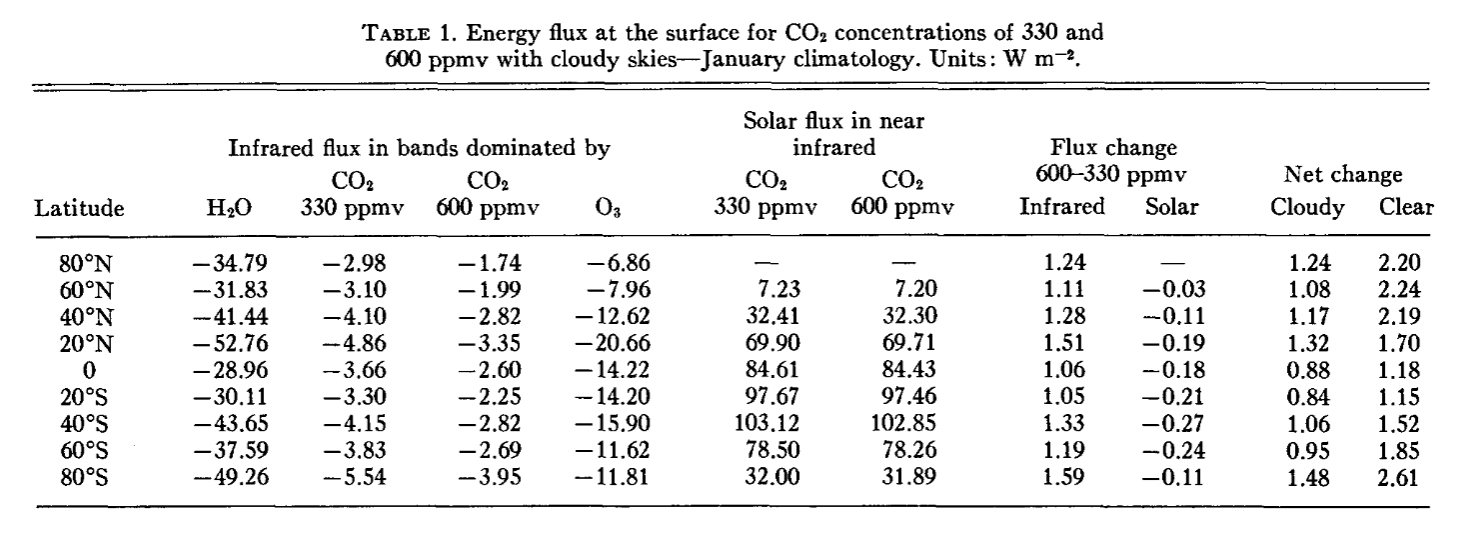 TABLE 1. Energy flux at the surface for CO₂ concentrations of 330 and
600 ppmv with cloudy skies—January climatology. Units: W m⁻².
Solar flux in near
Infrared flux in bands dominated by infrared Flux change
CO₂ CO₂ CO₂ CO₂ 600–330 ppmv Net change
Latitude H₂O 330 ppmv 600 ppmv O₃ 330 ppmv 600 ppmv Infrared Solar Cloudy Clear
80°N −34.79 −2.98 −1.74 −6.86 — — 1.24 — 1.24 2.20
60°N −31.83 −3.10 −1.99 −7.96 7.23 7.20 1.11 −0.03 1.08 2.24
40°N −41.44 −4.10 −2.82 −12.62 32.41 32.30 1.28 −0.11 1.17 2.19
20°N −52.76 −4.86 −3.35 −20.66 69.90 69.71 1.51 −0.19 1.32 1.70
0 −28.96 −3.66 −2.60 −14.22 84.61 84.43 1.06 −0.18 0.88 1.18
20°S −30.11 −3.30 −2.25 −14.20 97.67 97.46 1.05 −0.21 0.84 1.15
40°S −43.65 −4.15 −2.82 −15.90 103.12 102.85 1.33 −0.27 1.06 1.52
60°S −37.59 −3.83 −2.69 −11.62 78.50 78.26 1.19 −0.24 0.95 1.85
80°S −49.26 −5.54 −3.95 −11.81 32.00 31.89 1.59 −0.11 1.48 2.61